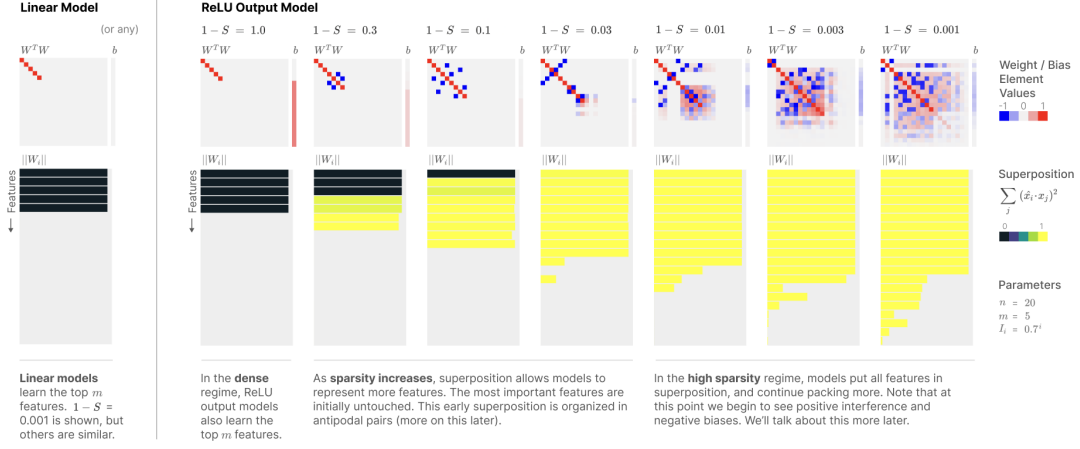 Linear Model
(or any)
W^T W
b
||W_i||
Features
Linear models
learn the top m
features. 1 − S =
0.001 is shown, but
others are similar.
ReLU Output Model
1 − S = 1.0
W^T W
b
||W_i||
Features
1 − S = 0.3
W^T W
b
||W_i||
1 − S = 0.1
W^T W
b
||W_i||
1 − S = 0.03
W^T W
b
||W_i||
1 − S = 0.01
W^T W
b
||W_i||
1 − S = 0.003
W^T W
b
||W_i||
1 − S = 0.001
W^T W
b
||W_i||
In the dense
regime, ReLU
output models
also learn the
top m features.
As sparsity increases, superposition allows models to
represent more features. The most important features are
initially untouched. This early superposition is organized in
antipodal pairs (more on this later).
In the high sparsity regime, models put all features in
superposition, and continue packing more. Note that at
this point we begin to see positive interference and
negative biases. We'll talk about this more later.
Weight / Bias
Element
Values
-1 0 1
Superposition
∑_j (x̂_i·x_j)²
0 1
Parameters
n = 20
m = 5
I_i = 0.7^i